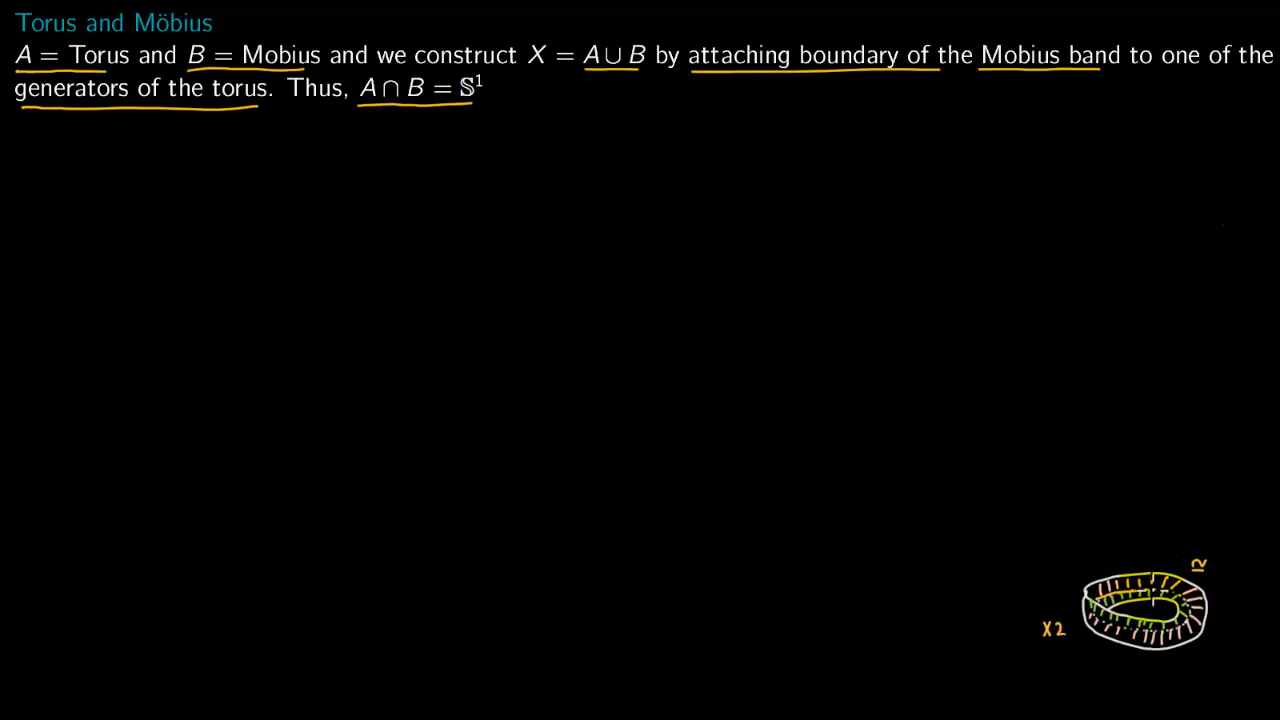 Torus and Möbius
A = Torus and B = Mobius and we construct X = A ∪ B by attaching boundary of the Mobius band to one of the
generators of the torus. Thus, A ∩ B = 𝕊¹
≅
X2